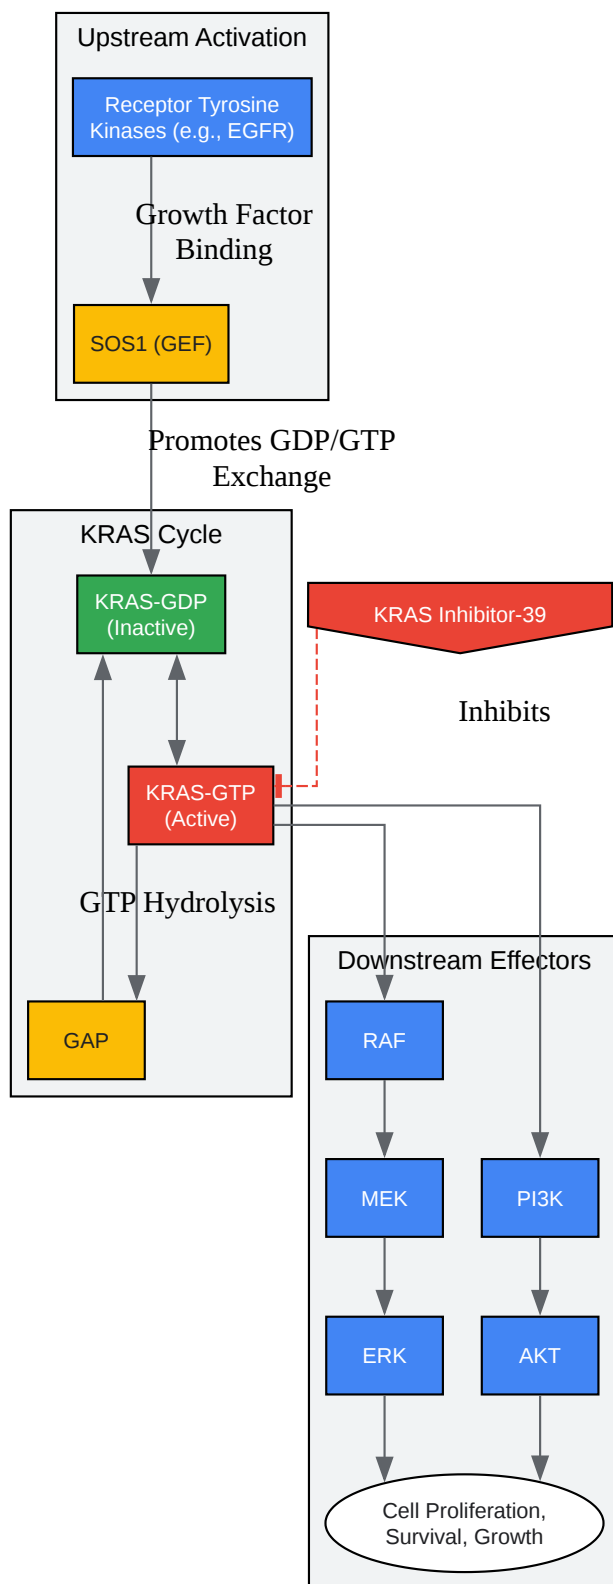 Upstream Activation
Receptor Tyrosine
Kinases (e.g., EGFR)
Growth Factor
Binding
SOS1 (GEF)
Promotes GDP/GTP
Exchange
KRAS Cycle
KRAS-GDP
(Inactive)
KRAS Inhibitor-39
Inhibits
KRAS-GTP
(Active)
GTP Hydrolysis
GAP
Downstream Effectors
RAF
MEK
PI3K
ERK
AKT
Cell Proliferation,
Survival, Growth